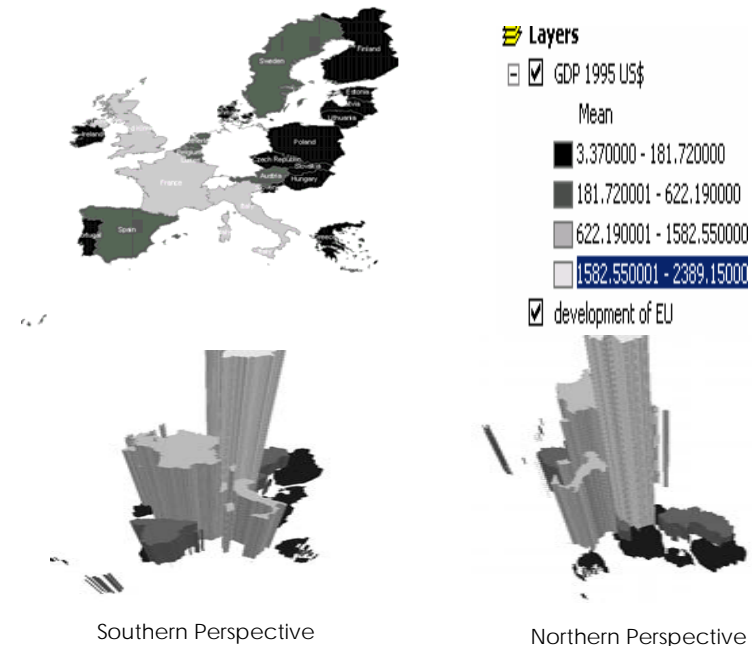 Finland
Sweden
Estonia
Lithuania
Ireland
Poland
Czech Republic
Slovakia
Austria
Hungary
France
Spain
Layers
GDP 1995 US$
Mean
3.370000 - 181.720000
181.720001 - 622.190000
622.190001 - 1582.550000
1582.550001 - 2389.15000
development of EU
Southern Perspective
Northern Perspective